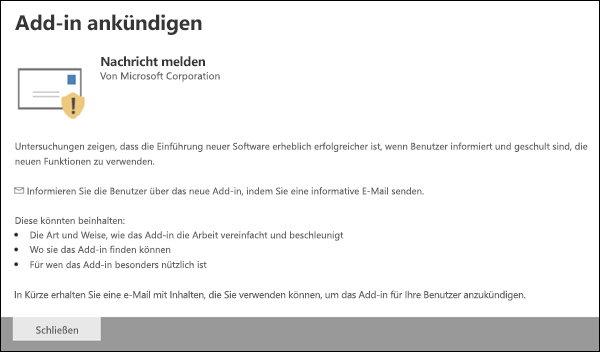 Add-in ankündigen
Nachricht melden
Von Microsoft Corporation
Untersuchungen zeigen, dass die Einführung neuer Software erheblich erfolgreicher ist, wenn Benutzer informiert und geschult sind, die
neuen Funktionen zu verwenden.
Informieren Sie die Benutzer über das neue Add-in, indem Sie eine informative E-Mail senden.
Diese könnten beinhalten:
• Die Art und Weise, wie das Add-in die Arbeit vereinfacht und beschleunigt
• Wo sie das Add-in finden können
• Für wen das Add-in besonders nützlich ist
In Kürze erhalten Sie eine e-Mail mit Inhalten, die Sie verwenden können, um das Add-in für Ihre Benutzer anzukündigen.
Schließen